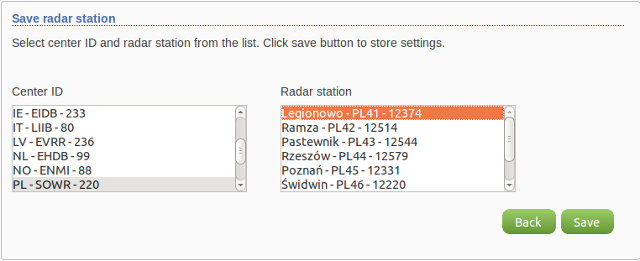 Save radar station
Select center ID and radar station from the list. Click save button to store settings.
Center ID
IE - EIDB - 233
IT - LIIB - 80
LV - EVRR - 236
NL - EHDB - 99
NO - ENMI - 88
PL - SOWR - 220
Radar station
Legionowo - PL41 - 12374
Ramza - PL42 - 12514
Pastewnik - PL43 - 12544
Rzeszów - PL44 - 12579
Poznań - PL45 - 12331
Świdwin - PL46 - 12220
Back
Save